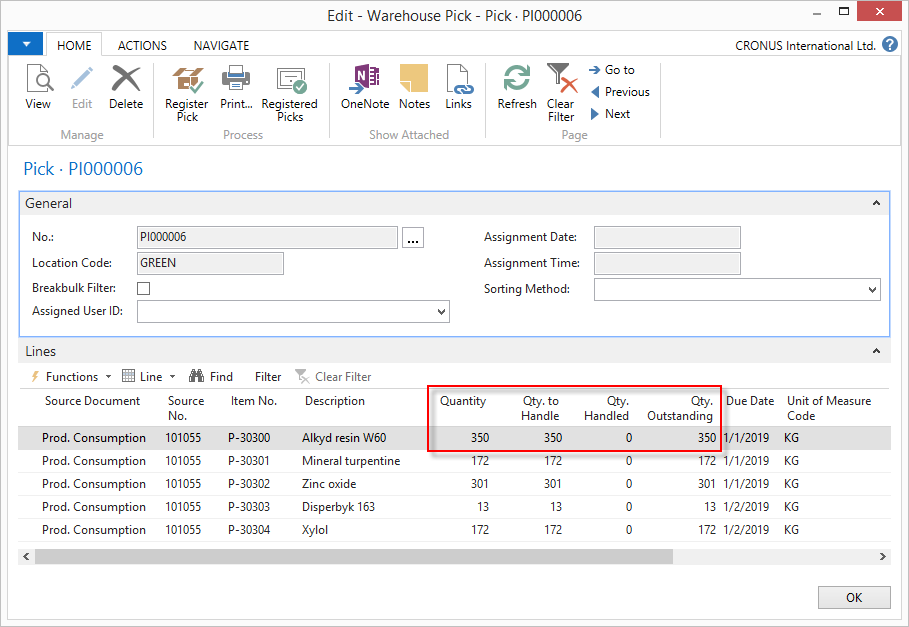 Edit - Warehouse Pick - Pick · PI000006
HOME ACTIONS NAVIGATE CRONUS International Ltd. ?
View Edit Delete Register Pick Print... Registered Picks OneNote Notes Links Refresh Clear Filter Go to
Previous
Next
Manage Process Show Attached Page
Pick · PI000006
General
No.: PI000006 ... Assignment Date:
Location Code: GREEN Assignment Time:
Breakbulk Filter: Sorting Method:
Assigned User ID:
Lines
Functions Line Find Filter Clear Filter
Source Document Source No. Item No. Description Quantity Qty. to Handle Qty. Handled Qty. Outstanding Due Date Unit of Measure Code
Prod. Consumption 101055 P-30300 Alkyd resin W60 350 350 0 350 1/1/2019 KG
Prod. Consumption 101055 P-30301 Mineral turpentine 172 172 0 172 1/1/2019 KG
Prod. Consumption 101055 P-30302 Zinc oxide 301 301 0 301 1/1/2019 KG
Prod. Consumption 101055 P-30303 Disperbyk 163 13 13 0 13 1/2/2019 KG
Prod. Consumption 101055 P-30304 Xylol 172 172 0 172 1/2/2019 KG
OK